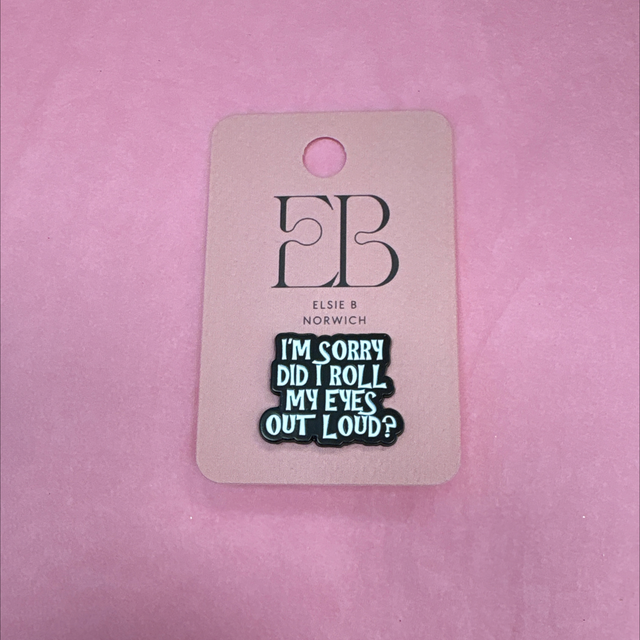 EB
ELSIE B
NORWICH
I'M SORRY
DID I ROLL
MY EYES
OUT LOUD?